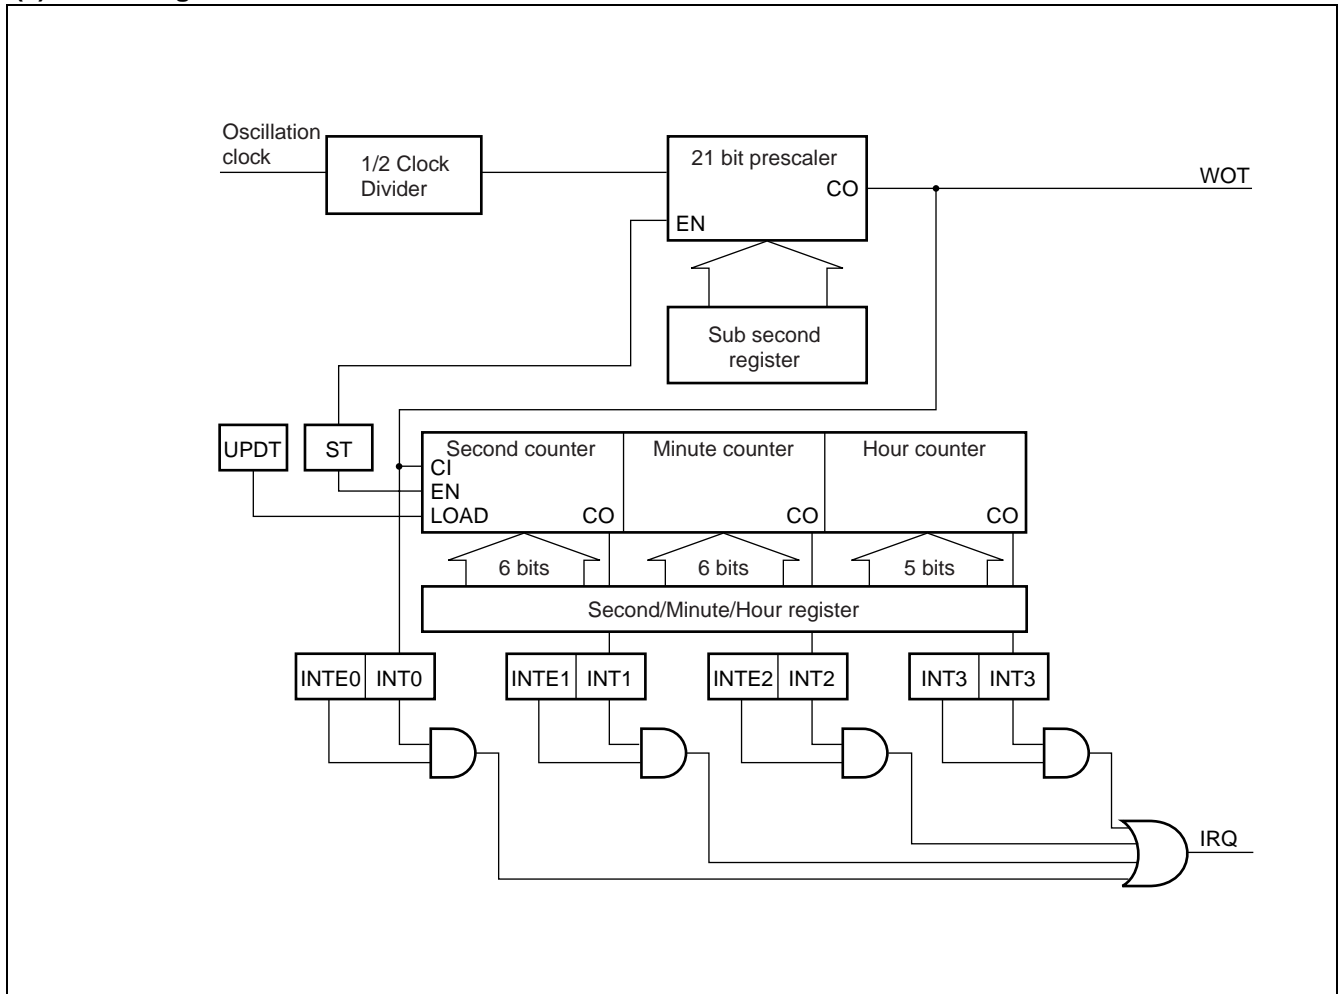 Oscillation
clock
1/2 Clock
Divider
21 bit prescaler
CO
EN
WOT
Sub second
register
UPDT
ST
Second counter
Minute counter
Hour counter
CI
EN
LOAD
CO
CO
CO
6 bits
6 bits
5 bits
Second/Minute/Hour register
INTE0
INT0
INTE1
INT1
INTE2
INT2
INT3
INT3
IRQ